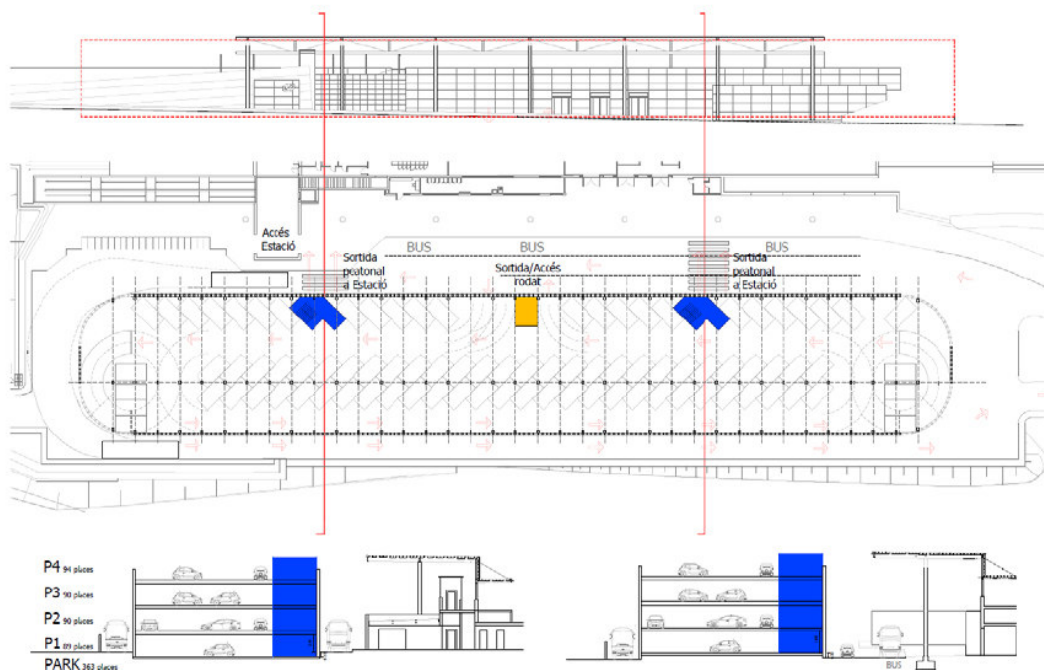 Accés
Estació
BUS
BUS
BUS
Sortida
peatonal
a Estació
Sortida/Accés
rodat
Sortida
peatonal
a Estació
P4 94 places
P3 90 places
P2 90 places
P1 89 places
PARK 363 places
BUS